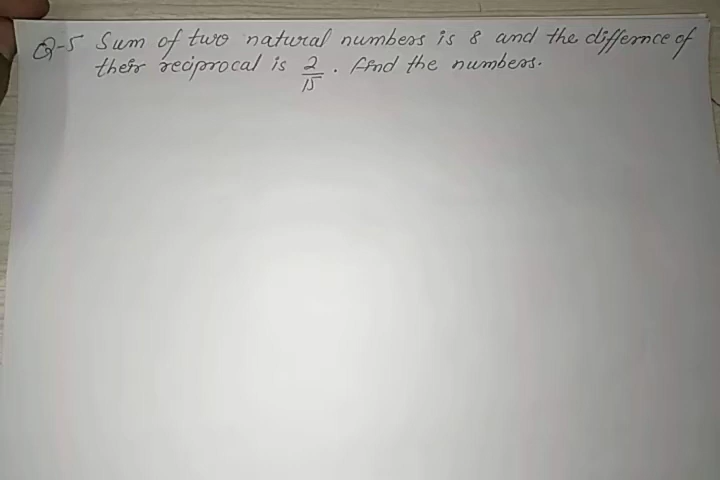 Q-5 Sum of two natural numbers is 8 and the differnce of
their reciprocal is 2/15. find the numbers.